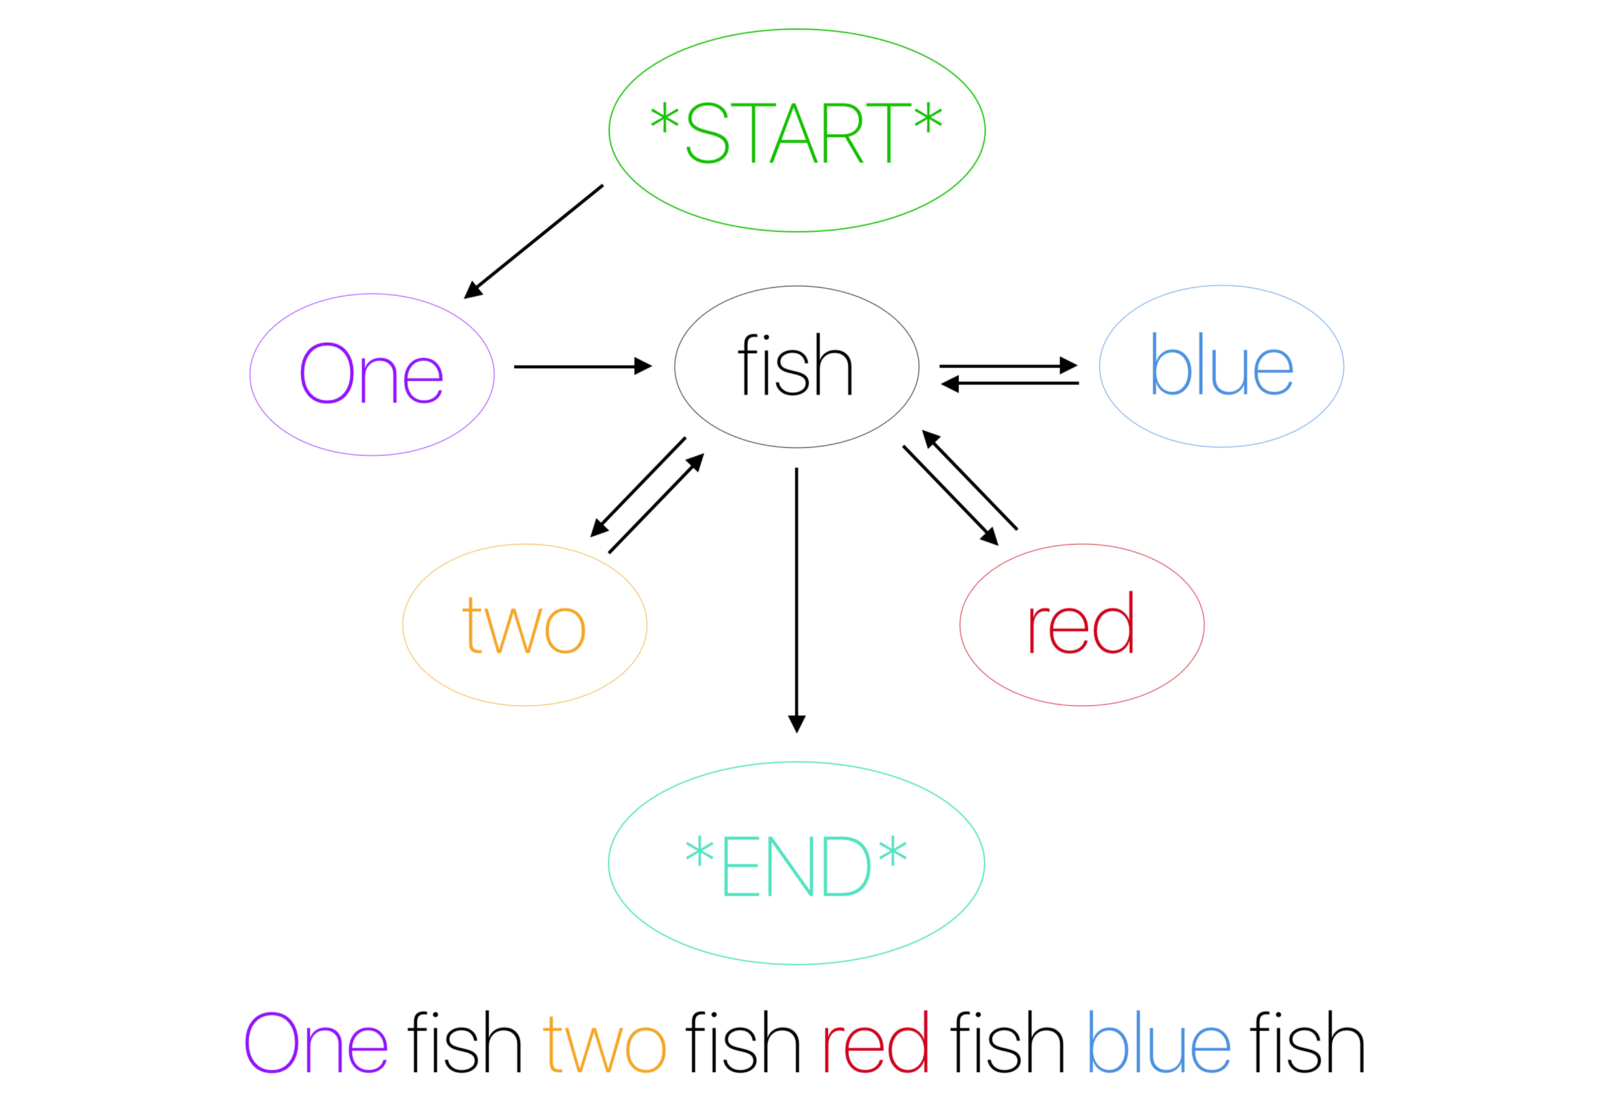 *START*
One fish blue
two red
*END*
One fish two fish red fish blue fish